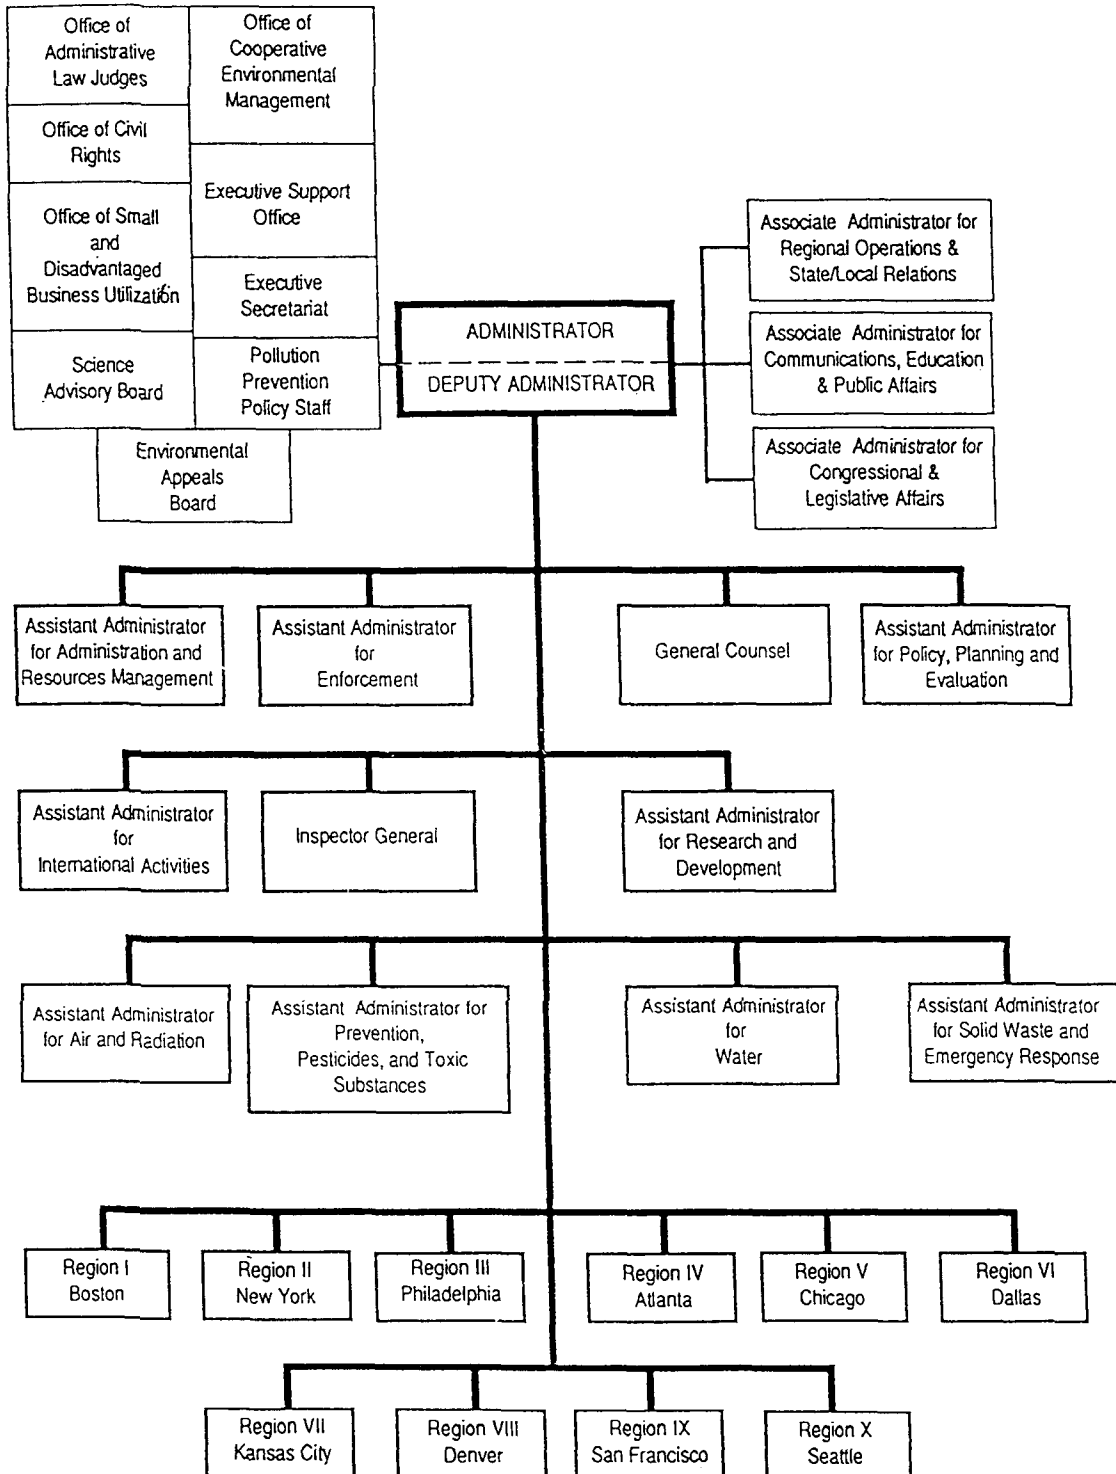 Office of
Administrative
Law Judges
Office of Civil
Rights
Office of Small
and
Disadvantaged
Business Utilization
Science
Advisory Board
Office of
Cooperative
Environmental
Management
Executive Support
Office
Executive
Secretariat
Pollution
Prevention
Policy Staff
Environmental
Appeals
Board
ADMINISTRATOR
DEPUTY ADMINISTRATOR
Associate Administrator for
Regional Operations &
State/Local Relations
Associate Administrator for
Communications, Education
& Public Affairs
Associate Administrator for
Congressional &
Legislative Affairs
Assistant Administrator
for Administration and
Resources Management
Assistant Administrator
for
Enforcement
General Counsel
Assistant Administrator
for Policy, Planning and
Evaluation
Assistant Administrator
for
International Activities
Inspector General
Assistant Administrator
for Research and
Development
Assistant Administrator
for Air and Radiation
Assistant Administrator for
Prevention,
Pesticides, and Toxic
Substances
Assistant Administrator
for
Water
Assistant Administrator
for Solid Waste and
Emergency Response
Region I
Boston
Region II
New York
Region III
Philadelphia
Region IV
Atlanta
Region V
Chicago
Region VI
Dallas
Region VII
Kansas City
Region VIII
Denver
Region IX
San Francisco
Region X
Seattle